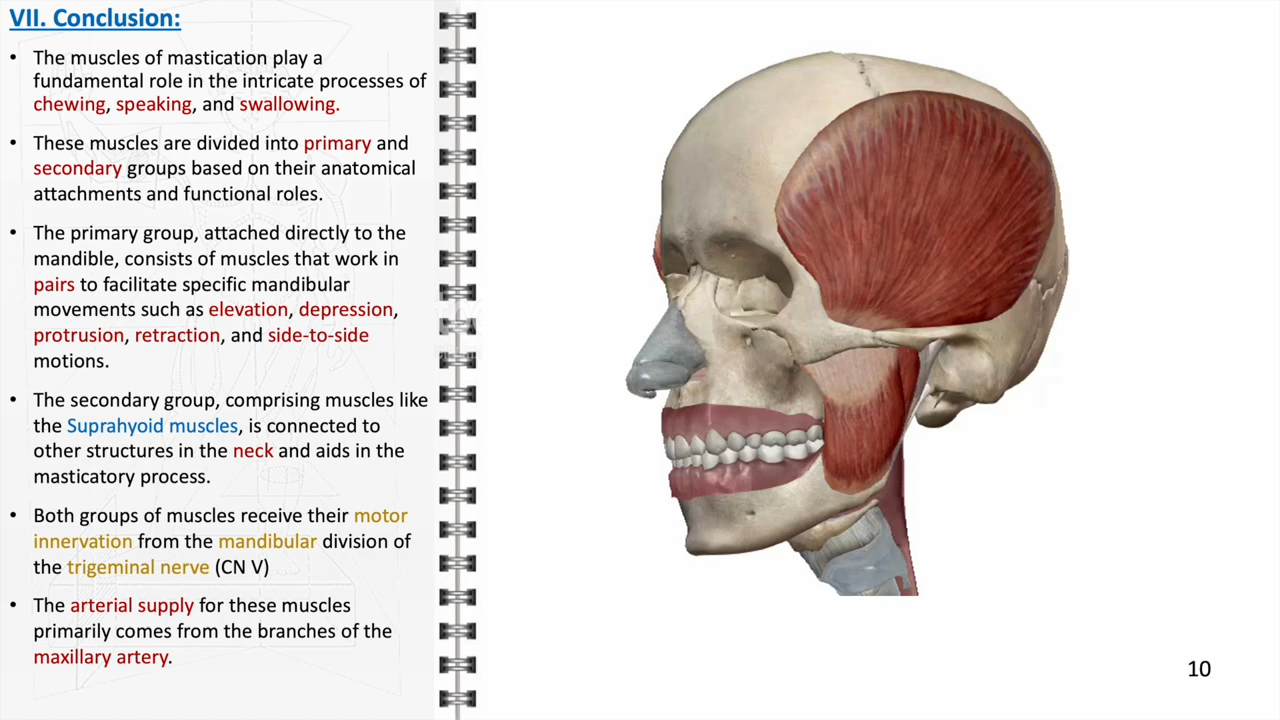 VII. Conclusion:
• The muscles of mastication play a
fundamental role in the intricate processes of
chewing, speaking, and swallowing.
• These muscles are divided into primary and
secondary groups based on their anatomical
attachments and functional roles.
• The primary group, attached directly to the
mandible, consists of muscles that work in
pairs to facilitate specific mandibular
movements such as elevation, depression,
protrusion, retraction, and side-to-side
motions.
• The secondary group, comprising muscles like
the Suprahyoid muscles, is connected to
other structures in the neck and aids in the
masticatory process.
• Both groups of muscles receive their motor
innervation from the mandibular division of
the trigeminal nerve (CN V)
• The arterial supply for these muscles
primarily comes from the branches of the
maxillary artery.
10